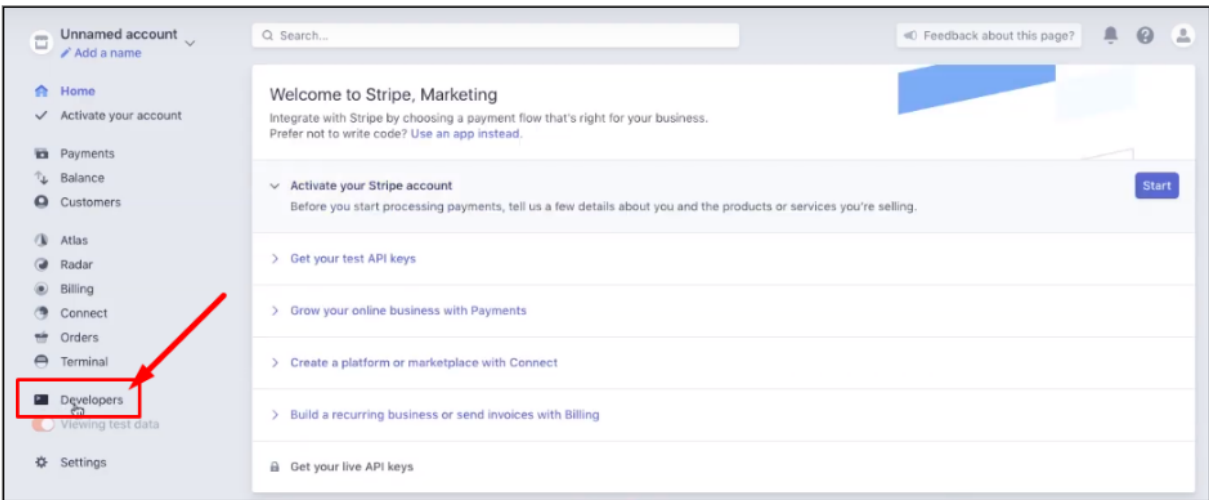 Unnamed account
Add a name
Search...
Feedback about this page?
Home
Activate your account
Payments
Balance
Customers
Atlas
Radar
Billing
Connect
Orders
Terminal
Developers
Viewing test data
Settings
Welcome to Stripe, Marketing
Integrate with Stripe by choosing a payment flow that's right for your business.
Prefer not to write code? Use an app instead.
Activate your Stripe account
Start
Before you start processing payments, tell us a few details about you and the products or services you're selling.
Get your test API keys
Grow your online business with Payments
Create a platform or marketplace with Connect
Build a recurring business or send invoices with Billing
Get your live API keys